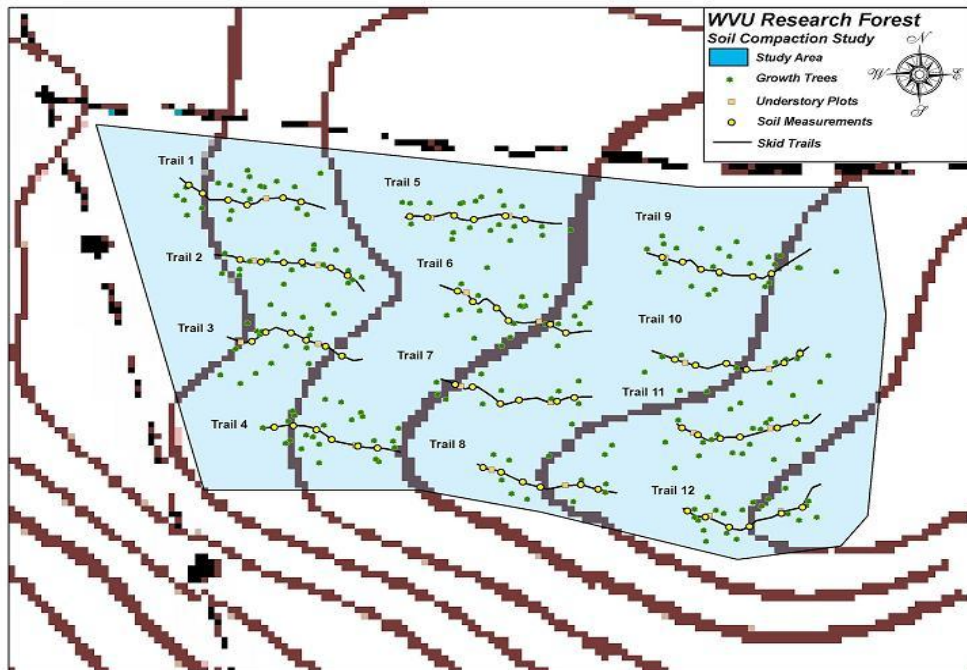 WVU Research Forest
Soil Compaction Study
N
W E
S
Study Area
Growth Trees
Understory Plots
Soil Measurements
Skid Trails
Trail 1
Trail 5
Trail 9
Trail 2
Trail 6
Trail 3
Trail 10
Trail 7
Trail 11
Trail 4
Trail 8
Trail 12